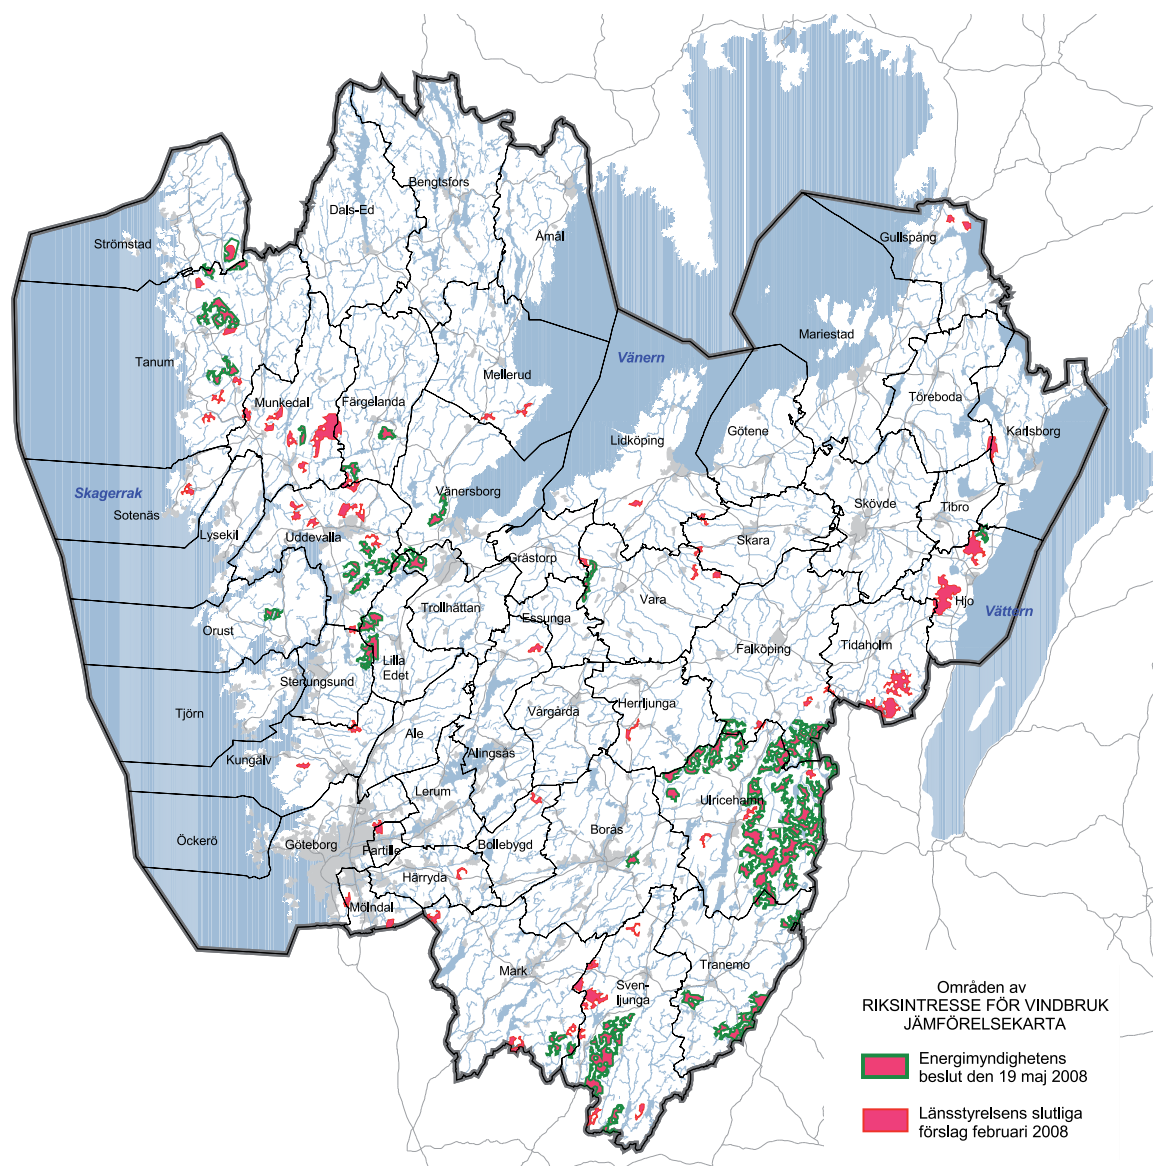 Bengtsfors
Dals-Ed
Åmål
Strömstad
Gullspång
Mariestad
Vänern
Tanum
Mellerud
Munkedal
Färgelanda
Töreboda
Karlsborg
Götene
Lidköping
Skagerrak
Vänersborg
Sotenäs
Skövde
Tibro
Lysekil
Uddevalla
Skara
Grästorp
Vara
Trollhättan
Hjo
Vättern
Essunga
Orust
Tidaholm
Falköping
Lilla
Edet
Stenungsund
Herrljunga
Vårgårda
Tjörn
Ale
Alingsås
Kungälv
Lerum
Ulricehamn
Borås
Öckerö
Göteborg
Partille
Bollebygd
Härryda
Mölndal
Mark
Tranemo
Sven-
ljunga
Områden av
RIKSINTRESSE FÖR VINDBRUK
JÄMFÖRELSEKARTA
Energimyndighetens
beslut den 19 maj 2008
Länsstyrelsens slutliga
förslag februari 2008